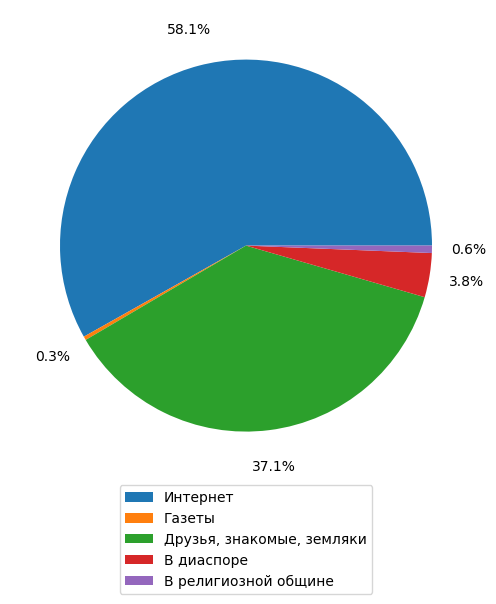 58.1%
0.6%
3.8%
0.3%
37.1%
Интернет
Газеты
Друзья, знакомые, земляки
В диаспоре
В религиозной общине